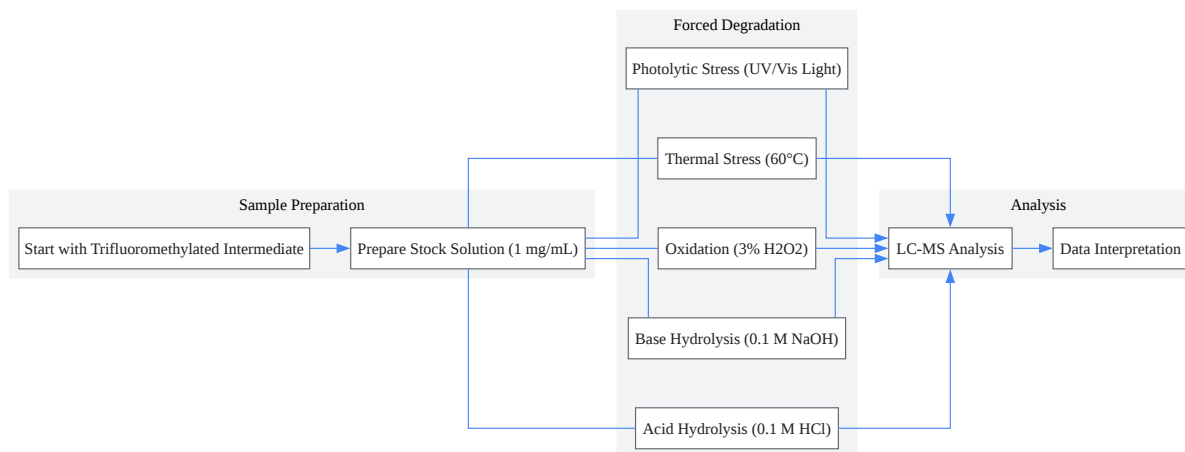 Forced Degradation
Photolytic Stress (UV/Vis Light)
Thermal Stress (60°C)
Sample Preparation
Analysis
Start with Trifluoromethylated Intermediate
Prepare Stock Solution (1 mg/mL)
Oxidation (3% H2O2)
LC-MS Analysis
Data Interpretation
Base Hydrolysis (0.1 M NaOH)
Acid Hydrolysis (0.1 M HCl)